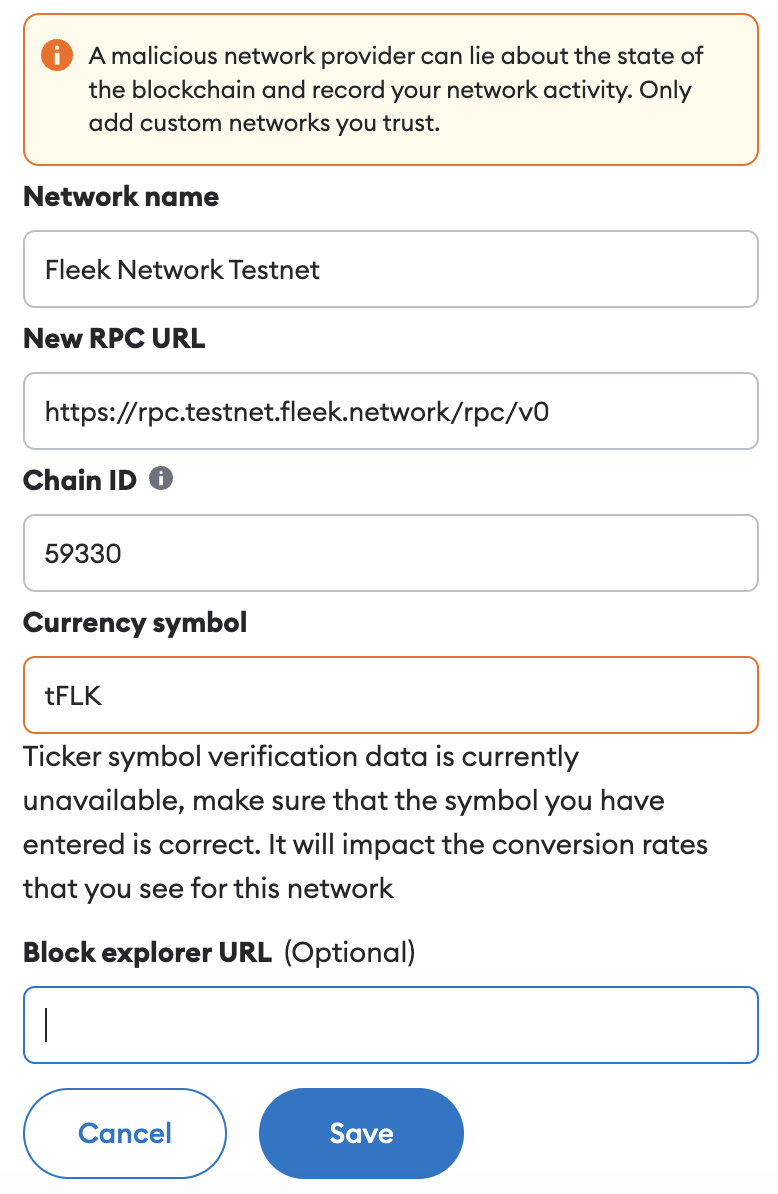 A malicious network provider can lie about the state of
the blockchain and record your network activity. Only
add custom networks you trust.
Network name
Fleek Network Testnet
New RPC URL
https://rpc.testnet.fleek.network/rpc/v0
Chain ID
59330
Currency symbol
tFLK
Ticker symbol verification data is currently
unavailable, make sure that the symbol you have
entered is correct. It will impact the conversion rates
that you see for this network
Block explorer URL (Optional)
Cancel Save